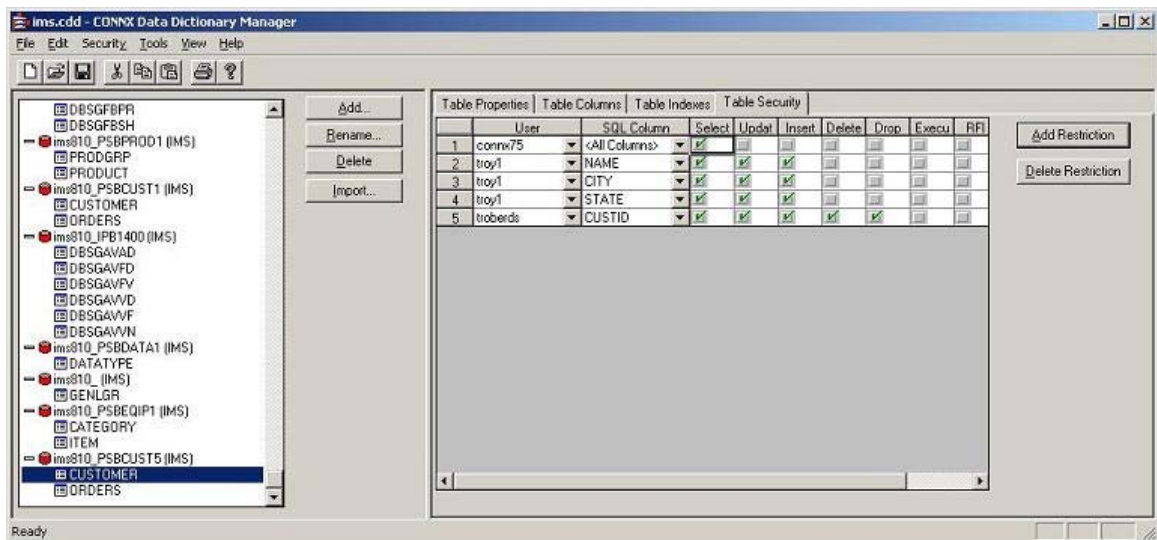 ims.cdd - CONNX Data Dictionary Manager
File Edit Security Tools View Help
DBSGFBPR
DBSGFBSH
ims810_PSBPROD1 (IMS)
PRODGRP
PRODUCT
ims810_PSBCUST1 (IMS)
CUSTOMER
ORDERS
ims810_IPB1400 (IMS)
DBSGAVAD
DBSGAVFD
DBSGAVFV
DBSGAVVD
DBSGAVVF
DBSGAVVN
ims810_PSBDATA1 (IMS)
DATATYPE
ims810_ (IMS)
GENLGR
ims810_PSBEQIP1 (IMS)
CATEGORY
ITEM
ims810_PSBCUST5 (IMS)
CUSTOMER
ORDERS
Add...
Rename...
Delete
Import...
Table Properties Table Columns Table Indexes Table Security
User SQL Column Select Updat Insert Delete Drop Execu RFI
1 connx75 <All Columns>
2 troy1 NAME
3 troy1 CITY
4 troy1 STATE
5 troberds CUSTID
Add Restriction
Delete Restriction
Ready